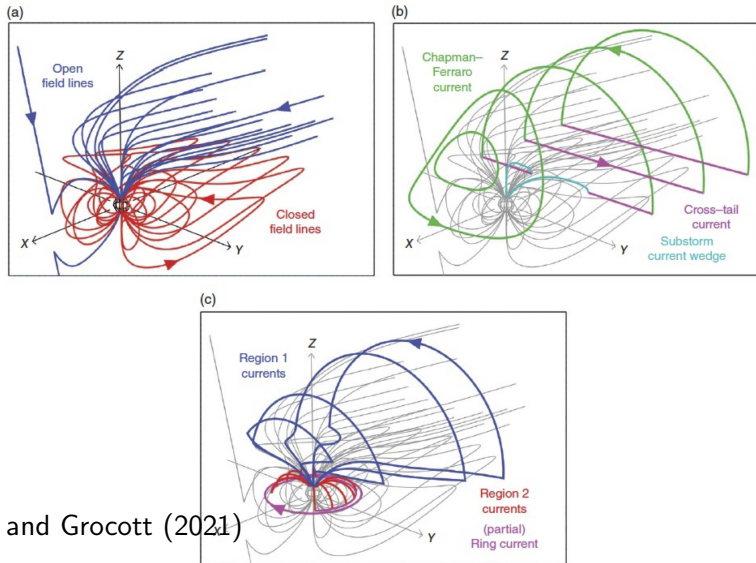 (a)
Z
Open
field lines
X
Y
Closed
field lines
(b)
Z
Chapman–
Ferraro
current
X
Y
Cross–tail
current
Substorm
current wedge
(c)
Z
Region 1
currents
X
Y
Region 2
currents
(partial)
Ring current
and Grocott (2021)